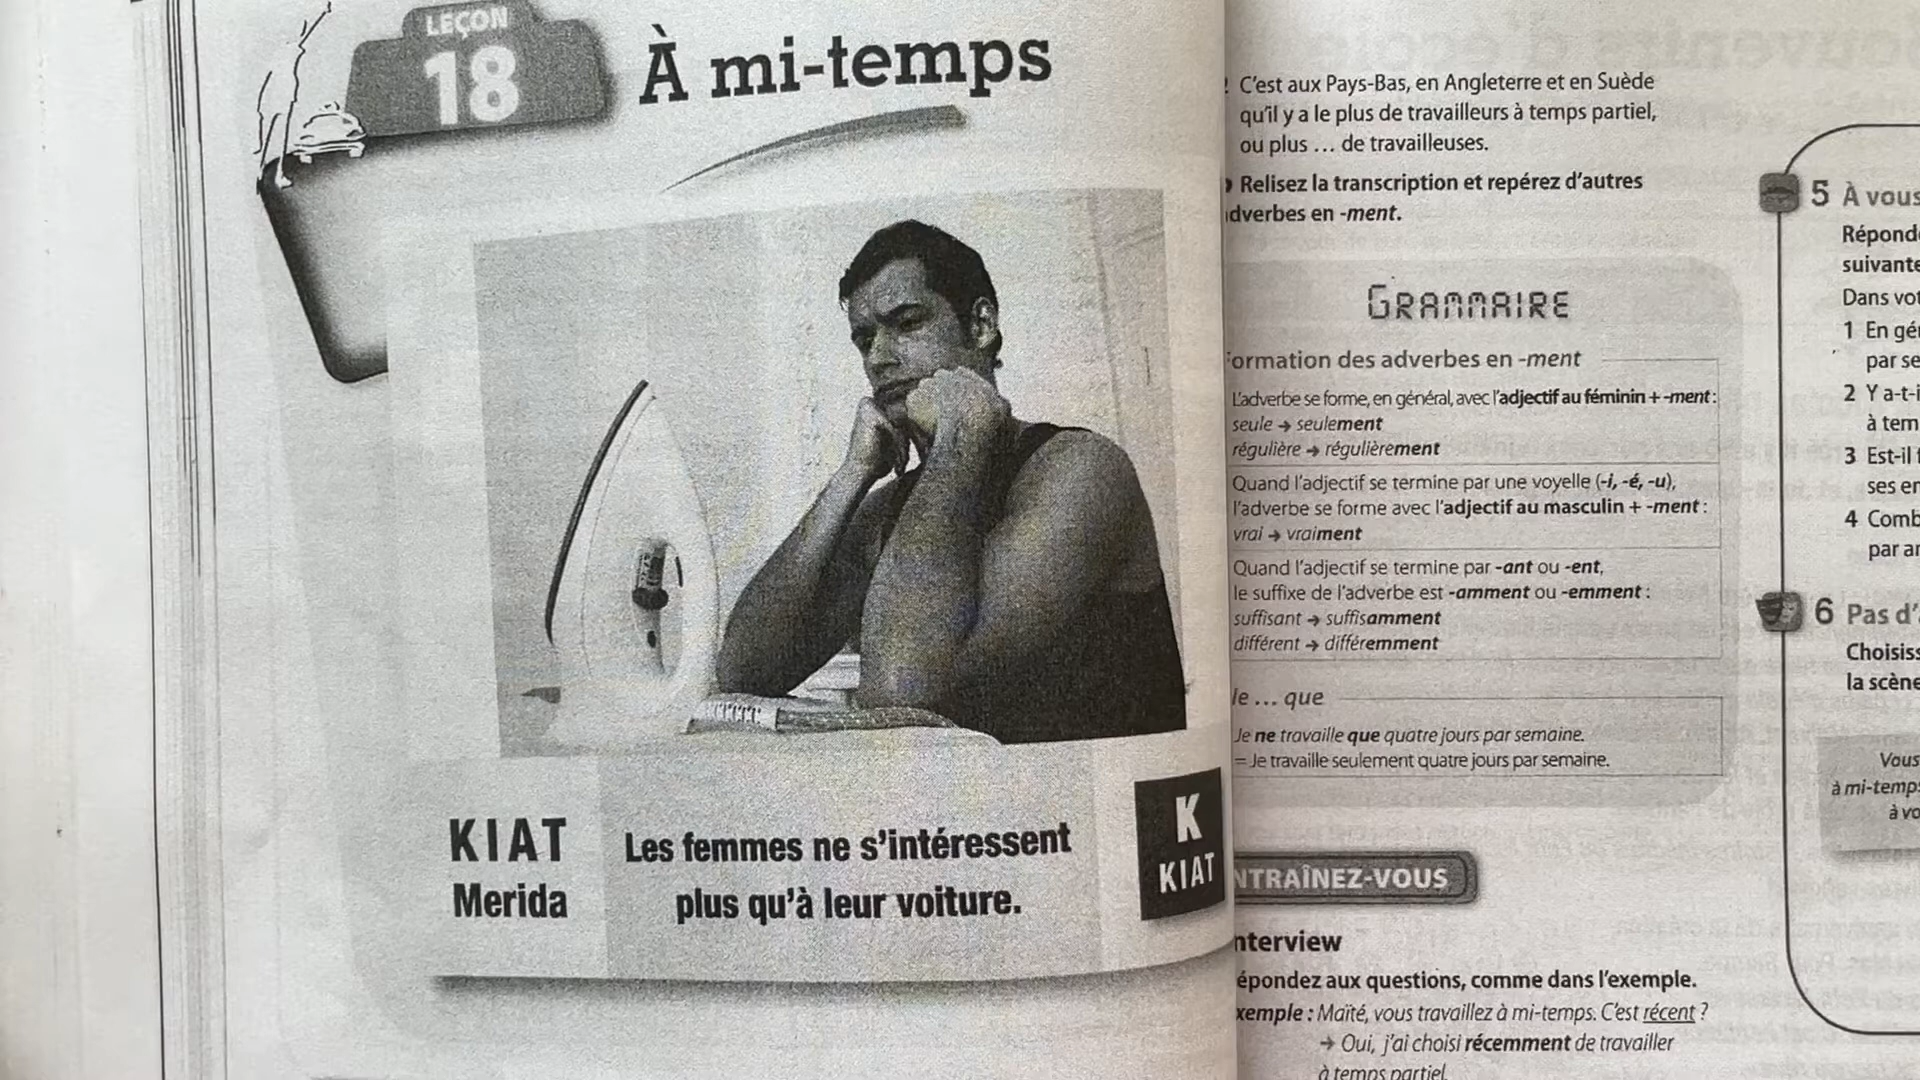 LEÇON
18
À mi-temps
KIAT
Merida
Les femmes ne s'intéressent
plus qu'à leur voiture.
K
KIAT
C'est aux Pays-Bas, en Angleterre et en Suède
qu'il y a le plus de travailleurs à temps partiel,
ou plus … de travailleuses.
Relisez la transcription et repérez d'autres
dverbes en -ment.
GRAMMAIRE
ormation des adverbes en -ment
L'adverbe se forme, en général, avec l'adjectif au féminin + -ment :
seule → seulement
régulière → régulièrement
Quand l'adjectif se termine par une voyelle (-i, -é, -u),
l'adverbe se forme avec l'adjectif au masculin + -ment :
vrai → vraiment
Quand l'adjectif se termine par -ant ou -ent,
le suffixe de l'adverbe est -amment ou -emment :
suffisant → suffisamment
différent → différemment
le … que
Je ne travaille que quatre jours par semaine.
= Je travaille seulement quatre jours par semaine.
NTRAÎNEZ-VOUS
nterview
épondez aux questions, comme dans l'exemple.
xemple : Maïté, vous travaillez à mi-temps. C'est récent ?
→ Oui, j'ai choisi récemment de travailler
à temps partiel.
5 À vous
Réponde
suivante
Dans vot
1 En gé
par se
2 Y a-t-i
à tem
3 Est-il
ses en
4 Comb
par an
6 Pas d'
Choisiss
la scène
Vous
à mi-temps
à vo